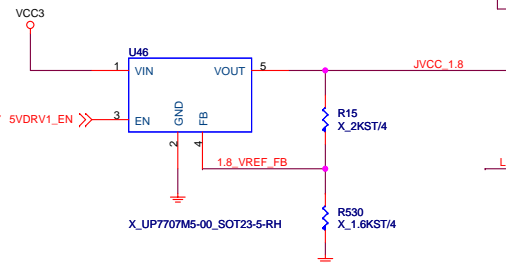 VCC3
U46
1
VIN
VOUT
5
JVCC_1.8
5VDRV1_EN
3
EN
GND
FB
2
4
R15
X_2KST/4
1.8_VREF_FB
L
X_UP7707M5-00_SOT23-5-RH
R530
X_1.6KST/4